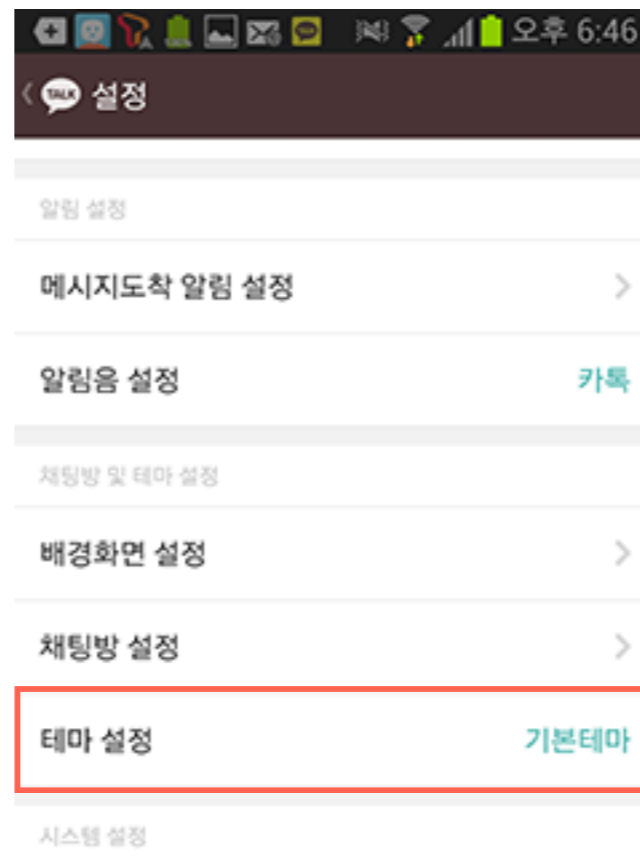 오후 6:46
TALK 설정
알림 설정
메시지도착 알림 설정
알림음 설정 카톡
채팅방 및 테마 설정
배경화면 설정
채팅방 설정
테마 설정 기본테마
시스템 설정